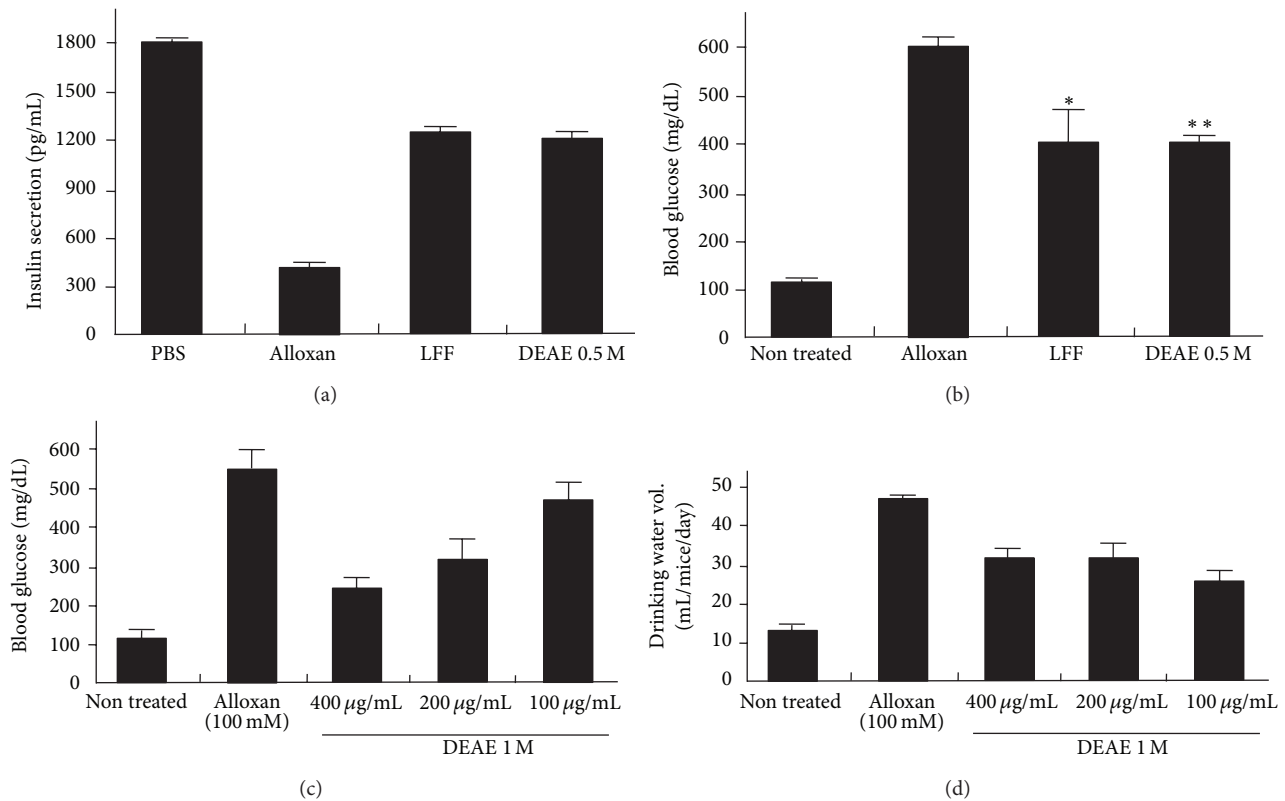 1800
1500
1200
900
600
300
0
Insulin secretion (pg/mL)
PBS Alloxan LFF DEAE 0.5 M
(a)
600
500
400
300
200
100
0
Blood glucose (mg/dL)
*
**
Non treated Alloxan LFF DEAE 0.5 M
(b)
600
500
400
300
200
100
0
Blood glucose (mg/dL)
Non treated Alloxan 400 μg/mL 200 μg/mL 100 μg/mL
(100 mM)
DEAE 1 M
(c)
50
40
30
20
10
0
Drinking water vol.
(mL/mice/day)
Non treated Alloxan 400 μg/mL 200 μg/mL 100 μg/mL
(100 mM)
DEAE 1 M
(d)